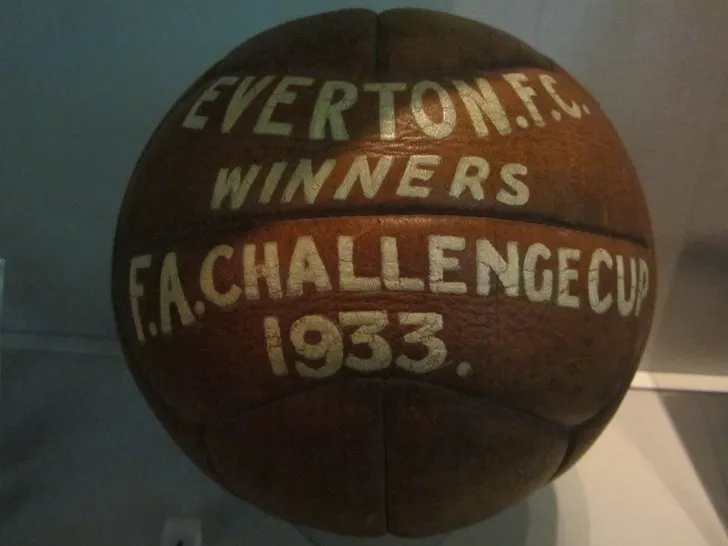 EVERTON.F.C.
WINNERS
F.A.CHALLENGE CUP
1933.